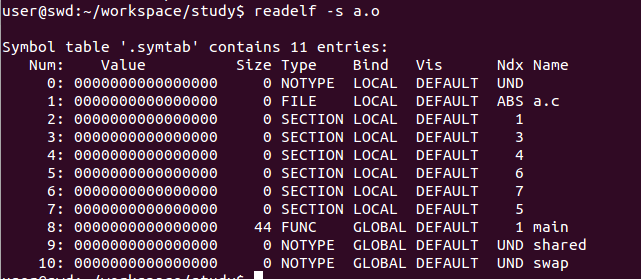 user@swd:~/workspace/study$ readelf -s a.o
Symbol table '.symtab' contains 11 entries:
Num: Value Size Type Bind Vis Ndx Name
0: 0000000000000000 0 NOTYPE LOCAL DEFAULT UND
1: 0000000000000000 0 FILE LOCAL DEFAULT ABS a.c
2: 0000000000000000 0 SECTION LOCAL DEFAULT 1
3: 0000000000000000 0 SECTION LOCAL DEFAULT 3
4: 0000000000000000 0 SECTION LOCAL DEFAULT 4
5: 0000000000000000 0 SECTION LOCAL DEFAULT 6
6: 0000000000000000 0 SECTION LOCAL DEFAULT 7
7: 0000000000000000 0 SECTION LOCAL DEFAULT 5
8: 0000000000000000 44 FUNC GLOBAL DEFAULT 1 main
9: 0000000000000000 0 NOTYPE GLOBAL DEFAULT UND shared
10: 0000000000000000 0 NOTYPE GLOBAL DEFAULT UND swap
user@swd:~/workspace/study$